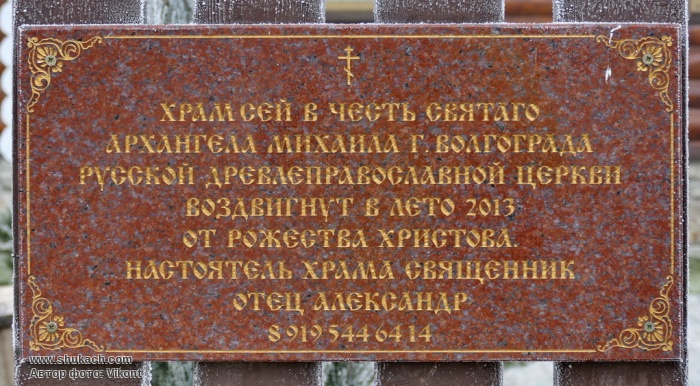 ХРАМ СЕЙ В ЧЕСТЬ СВЯТАГО
АРХАНГЕЛА МИХАИЛА Г. ВОЛГОГРАДА
РУССКОЙ ДРЕВЛЕПРАВОСЛАВНОЙ ЦЕРКВИ
ВОЗДВИГНУТ В ЛЕТО 2013
ОТ РОЖЕСТВА ХРИСТОВА.
НАСТОЯТЕЛЬ ХРАМА СВЯЩЕННИК
ОТЕЦ АЛЕКСАНДР
8 919 544 64 14
www.shukach.com
Автор фото: Vikont